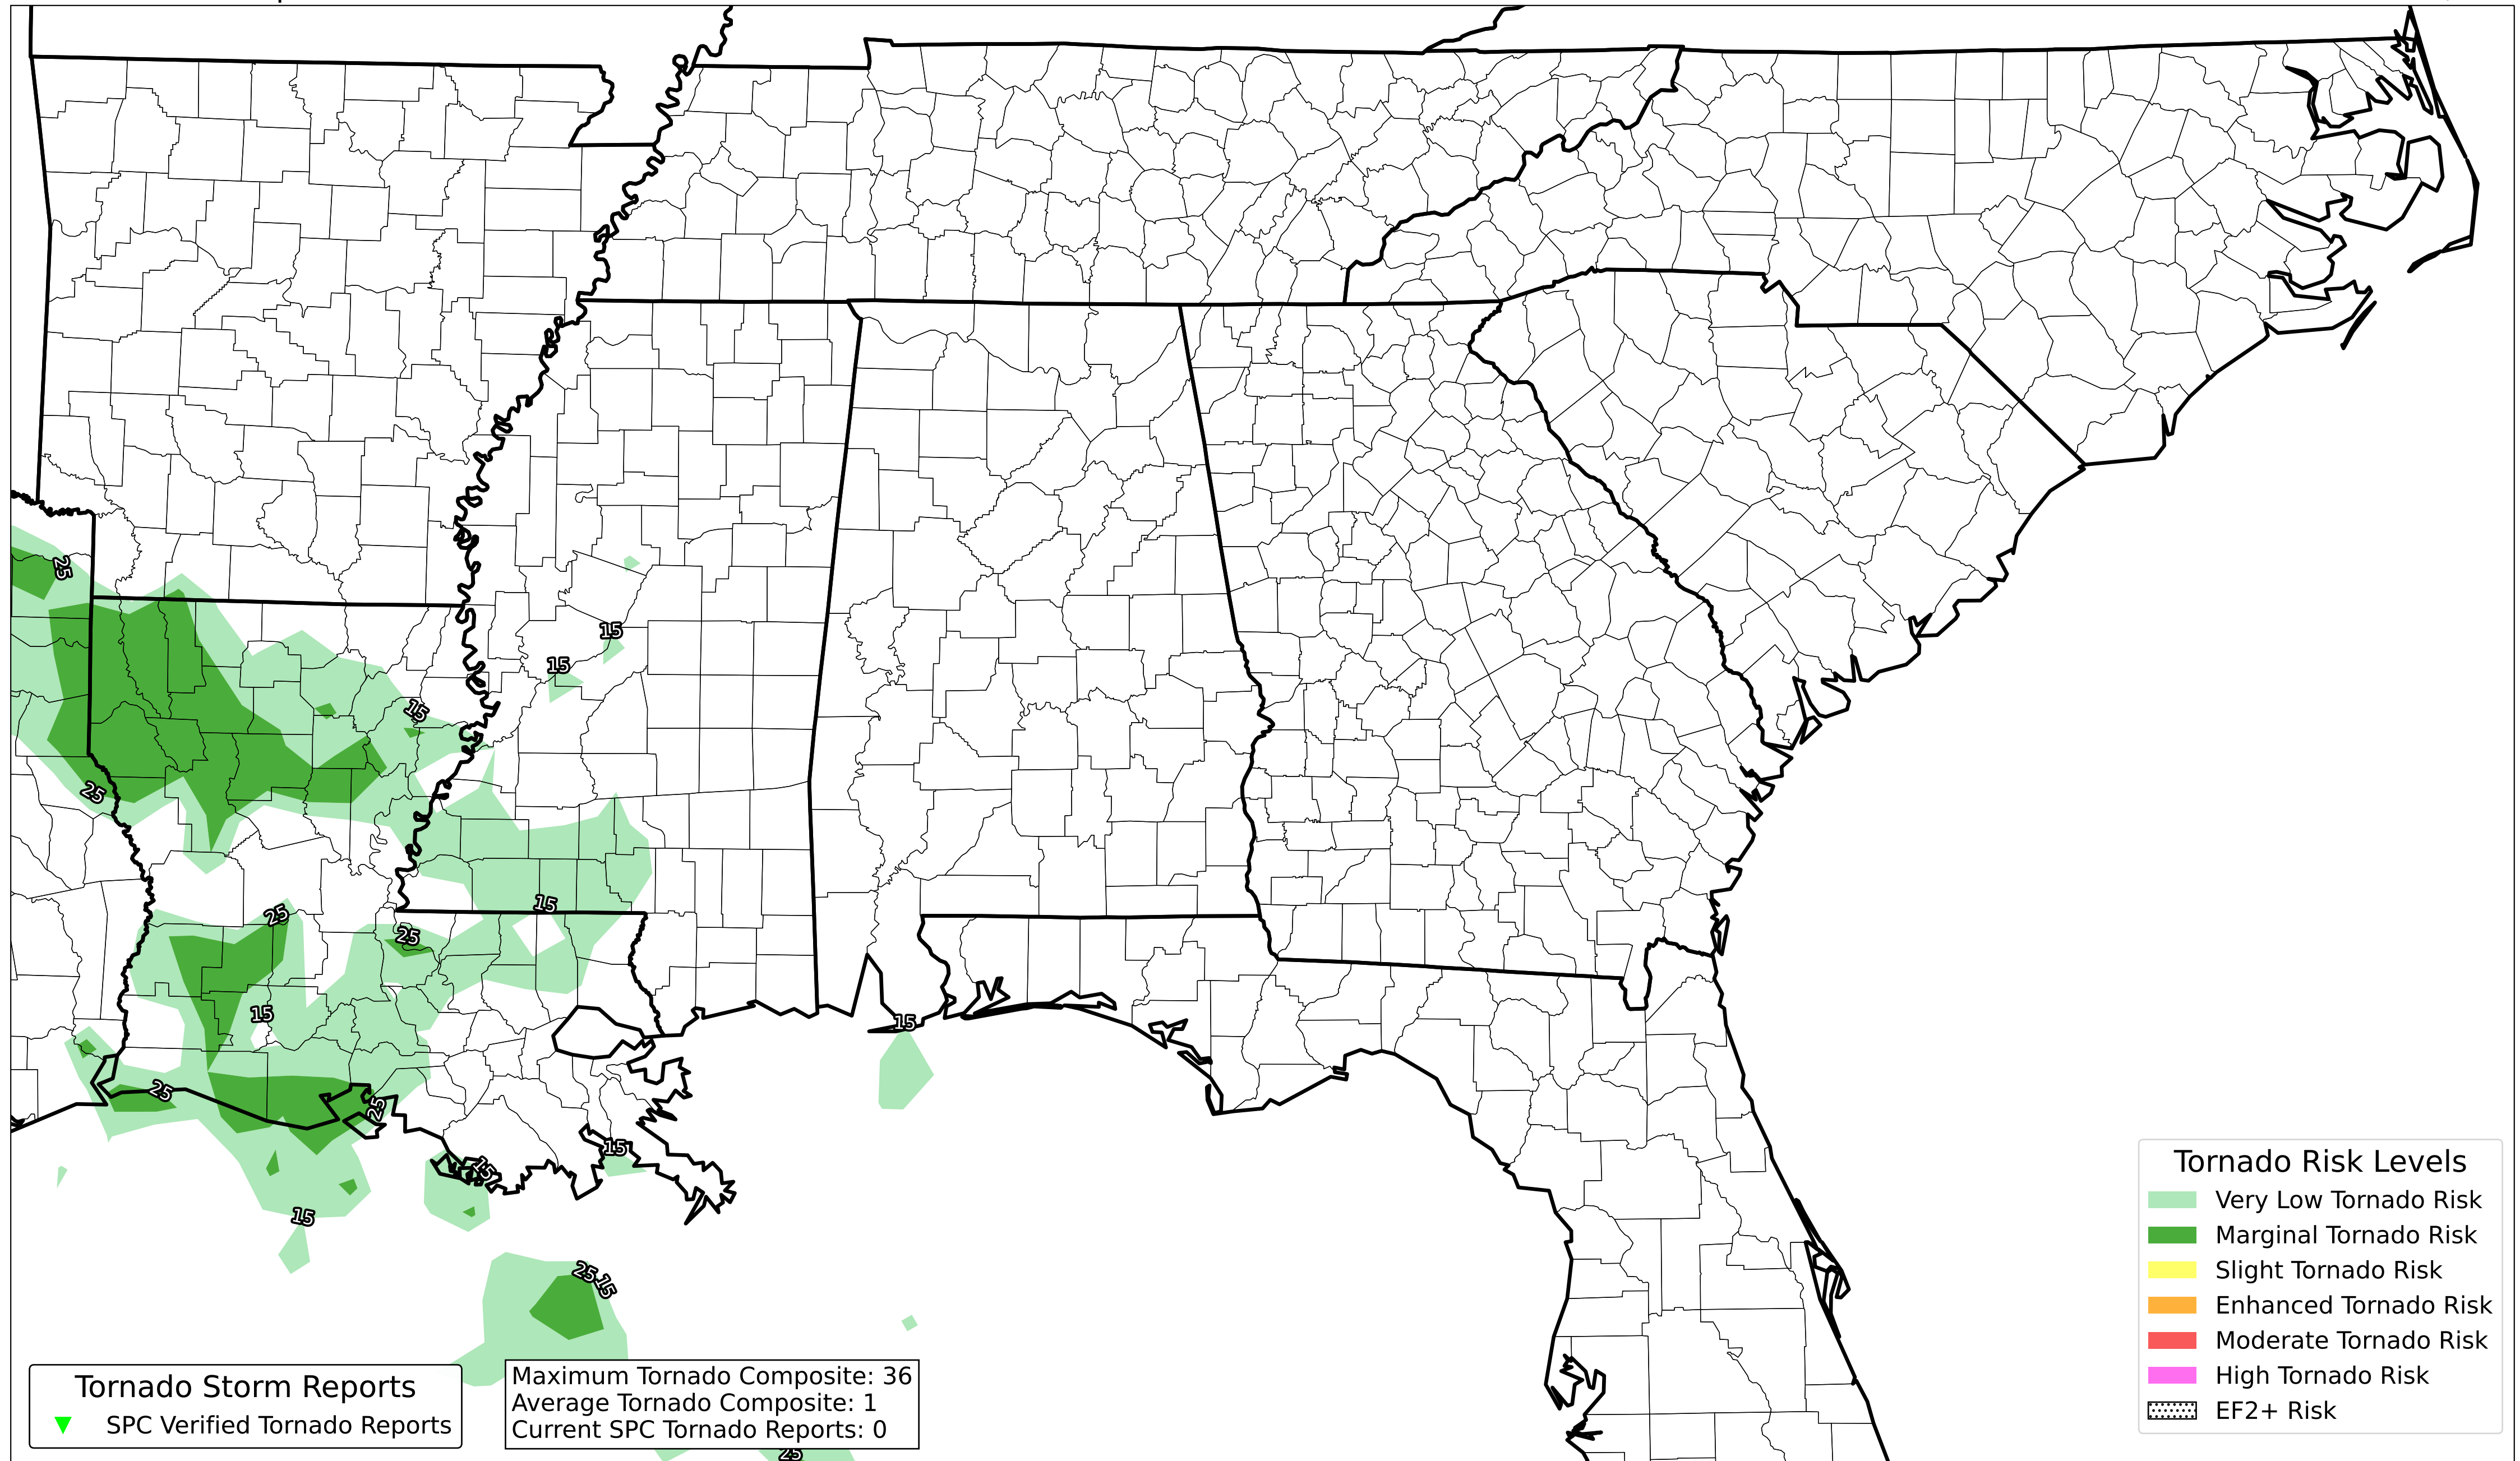 25
15
15
15
25
15
25
25
15
15
25
25
15
15
15
25
15
Tornado Risk Levels
Very Low Tornado Risk
Marginal Tornado Risk
Slight Tornado Risk
Enhanced Tornado Risk
Moderate Tornado Risk
High Tornado Risk
EF2+ Risk
Tornado Storm Reports
SPC Verified Tornado Reports
Maximum Tornado Composite: 36
Average Tornado Composite: 1
Current SPC Tornado Reports: 0
25